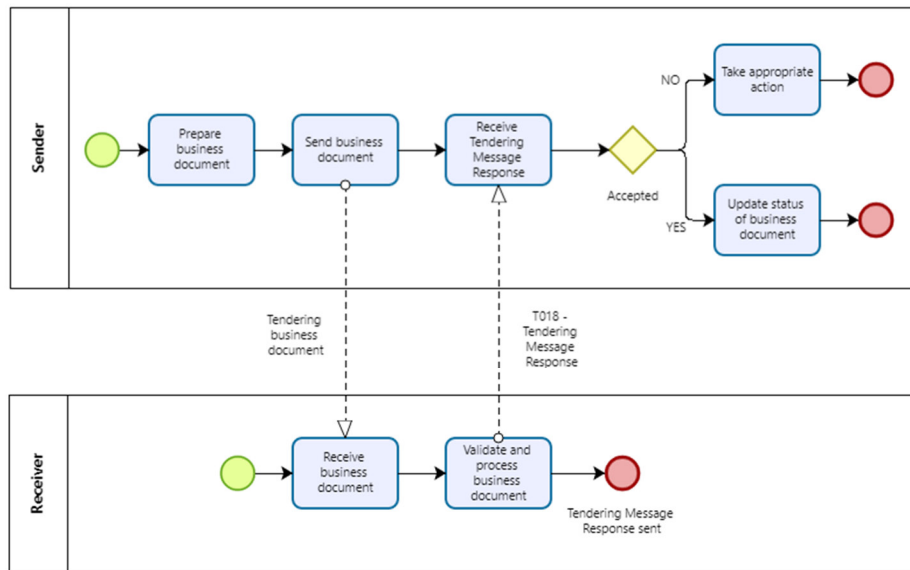 Sender
Prepare
business
document
Send business
document
Receive
Tendering
Message
Response
Accepted
NO
Take appropriate
action
YES
Update status
of business
document
Tendering
business
document
T018 -
Tendering
Message
Response
Receiver
Receive
business
document
Validate and
process
business
document
Tendering Message
Response sent